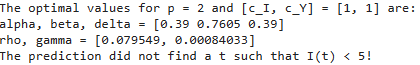 The optimal values for p = 2 and [c_I, c_Y] = [1, 1] are:
alpha, beta, delta = [0.39 0.7605 0.39]
rho, gamma = [0.079549, 0.00084033]
The prediction did not find a t such that I(t) < 5!